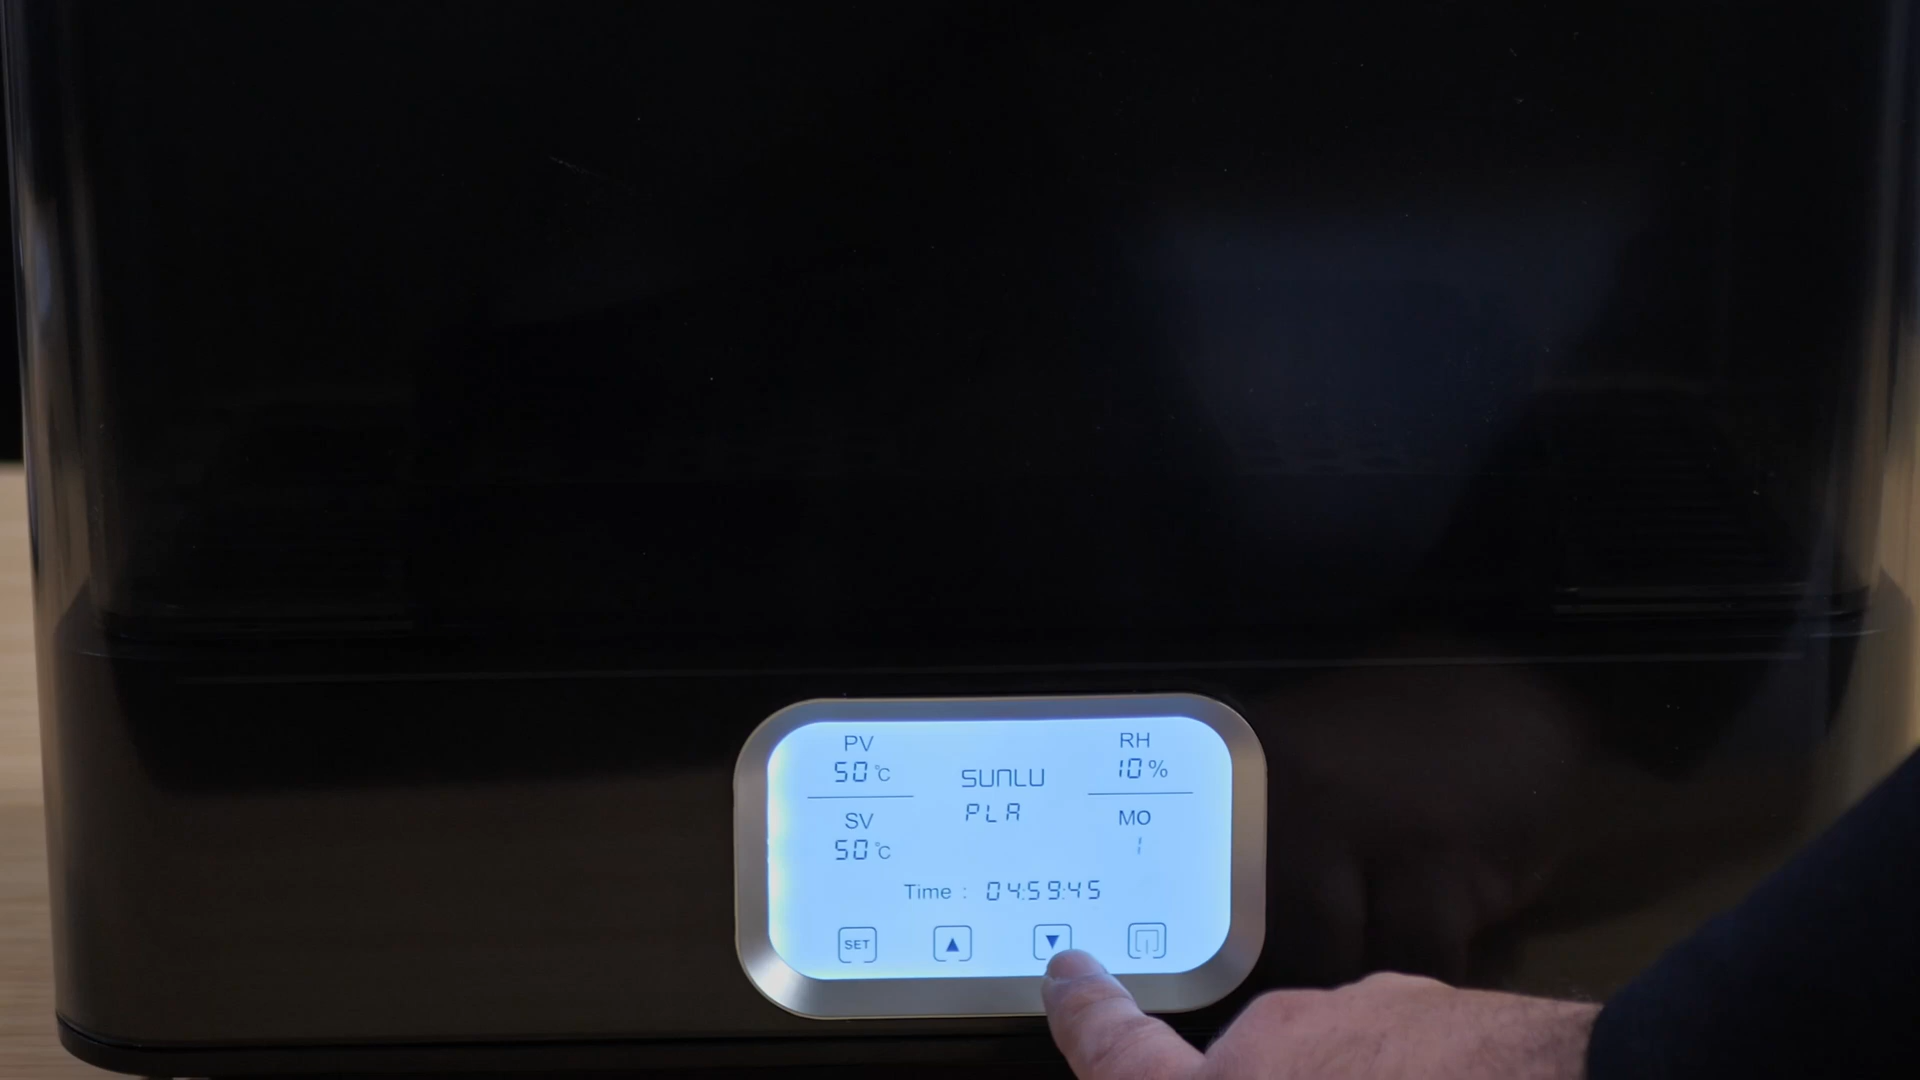 PV
50°C
SV
50°C
SUNLU
PLA
RH
10%
MO
1
Time : 04:59:45
SET ▲ ▼